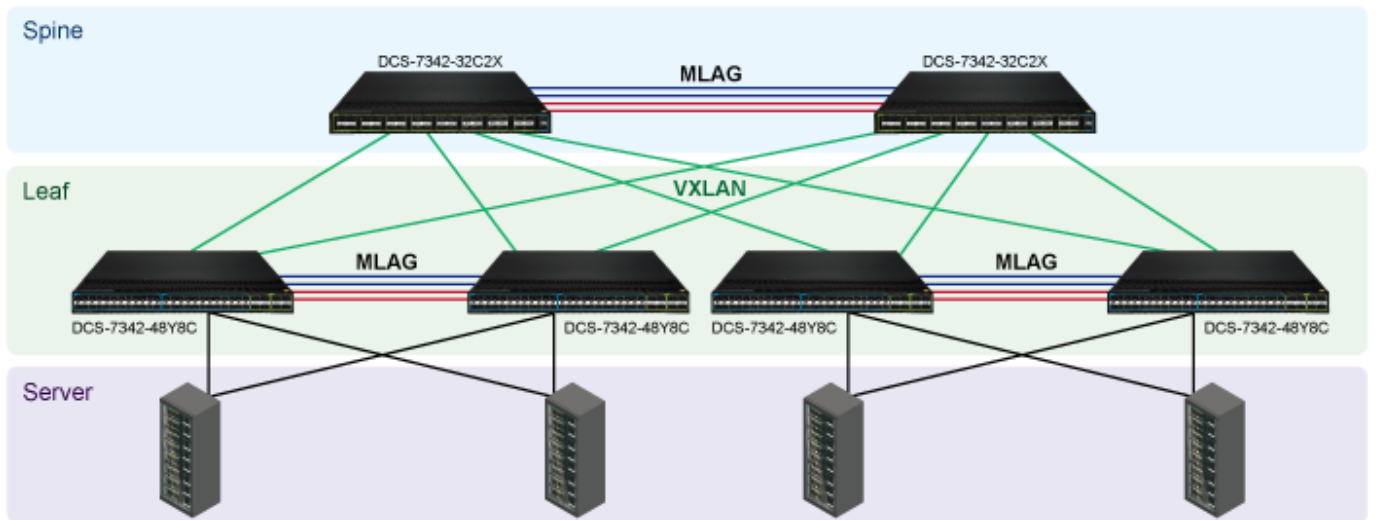 Spine
DCS-7342-32C2X
DCS-7342-32C2X
MLAG
Leaf
VXLAN
MLAG
MLAG
DCS-7342-48Y8C
DCS-7342-48Y8C
DCS-7342-48Y8C
DCS-7342-48Y8C
Server